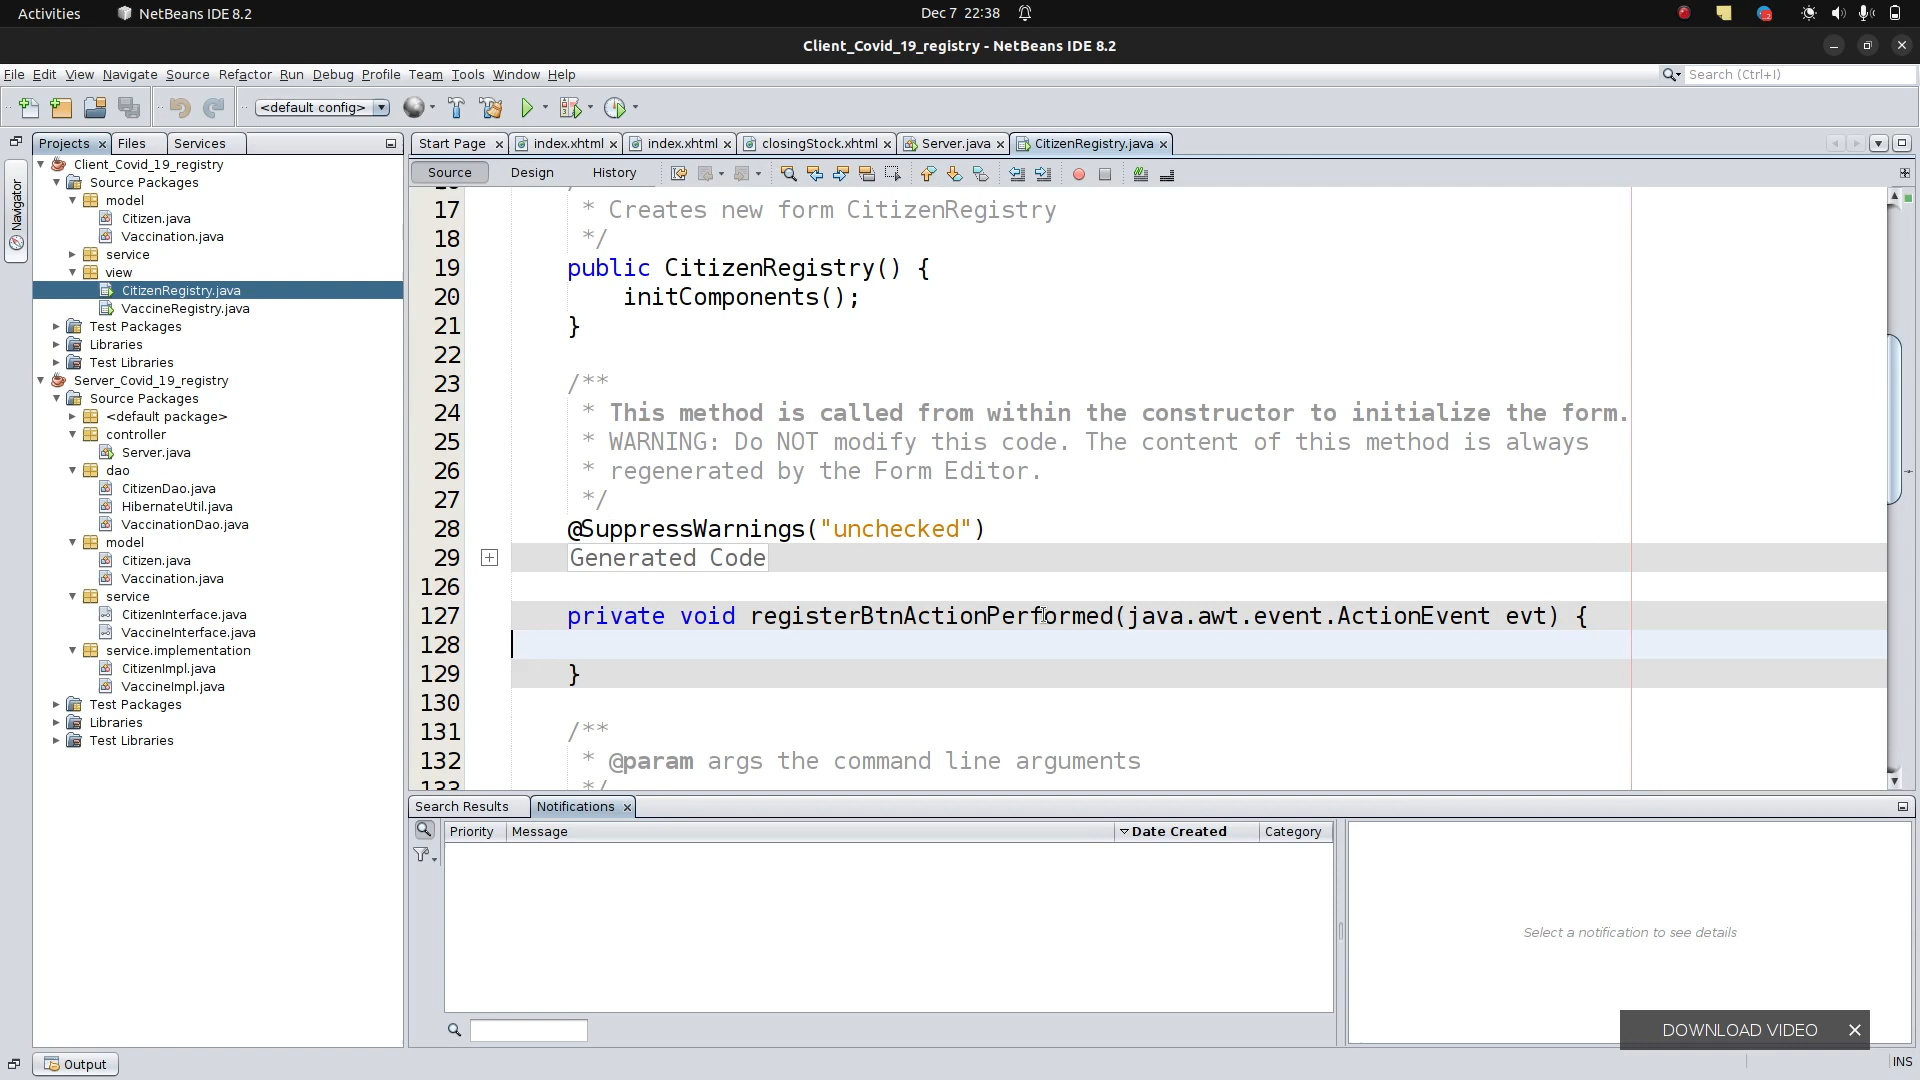 Activities
NetBeans IDE 8.2
Dec 7 22:38
Client_Covid_19_registry - NetBeans IDE 8.2
File Edit View Navigate Source Refactor Run Debug Profile Team Tools Window Help
Search (Ctrl+I)
<default config>
Projects
Files
Services
Start Page
index.xhtml
index.xhtml
closingStock.xhtml
Server.java
CitizenRegistry.java
Navigator
Source
Design
History
Client_Covid_19_registry
Source Packages
model
Citizen.java
Vaccination.java
service
view
CitizenRegistry.java
VaccineRegistry.java
Test Packages
Libraries
Test Libraries
Server_Covid_19_registry
Source Packages
<default package>
controller
Server.java
dao
CitizenDao.java
HibernateUtil.java
VaccinationDao.java
model
Citizen.java
Vaccination.java
service
CitizenInterface.java
VaccineInterface.java
service.implementation
CitizenImpl.java
VaccineImpl.java
Test Packages
Libraries
Test Libraries
17 * Creates new form CitizenRegistry
18 */
19 public CitizenRegistry() {
20 initComponents();
21 }
22
23 /**
24 * This method is called from within the constructor to initialize the form.
25 * WARNING: Do NOT modify this code. The content of this method is always
26 * regenerated by the Form Editor.
27 */
28 @SuppressWarnings("unchecked")
29 Generated Code
126
127 private void registerBtnActionPerformed(java.awt.event.ActionEvent evt) {
128
129 }
130
131 /**
132 * @param args the command line arguments
133 */
Search Results
Notifications
Priority
Message
Date Created
Category
Select a notification to see details
DOWNLOAD VIDEO
Output
INS